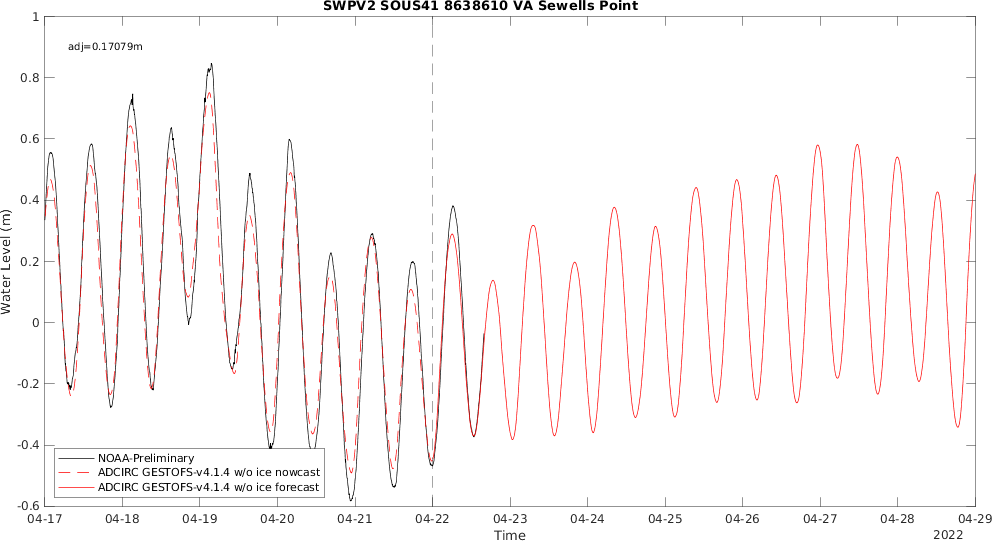 SWPV2 SOUS41 8638610 VA Sewells Point
adj=0.17079m
1
0.8
0.6
0.4
0.2
0
-0.2
-0.4
-0.6
Water Level (m)
NOAA-Preliminary
ADCIRC GESTOFS-v4.1.4 w/o ice nowcast
ADCIRC GESTOFS-v4.1.4 w/o ice forecast
04-17 04-18 04-19 04-20 04-21 04-22 04-23 04-24 04-25 04-26 04-27 04-28 04-29
Time
2022